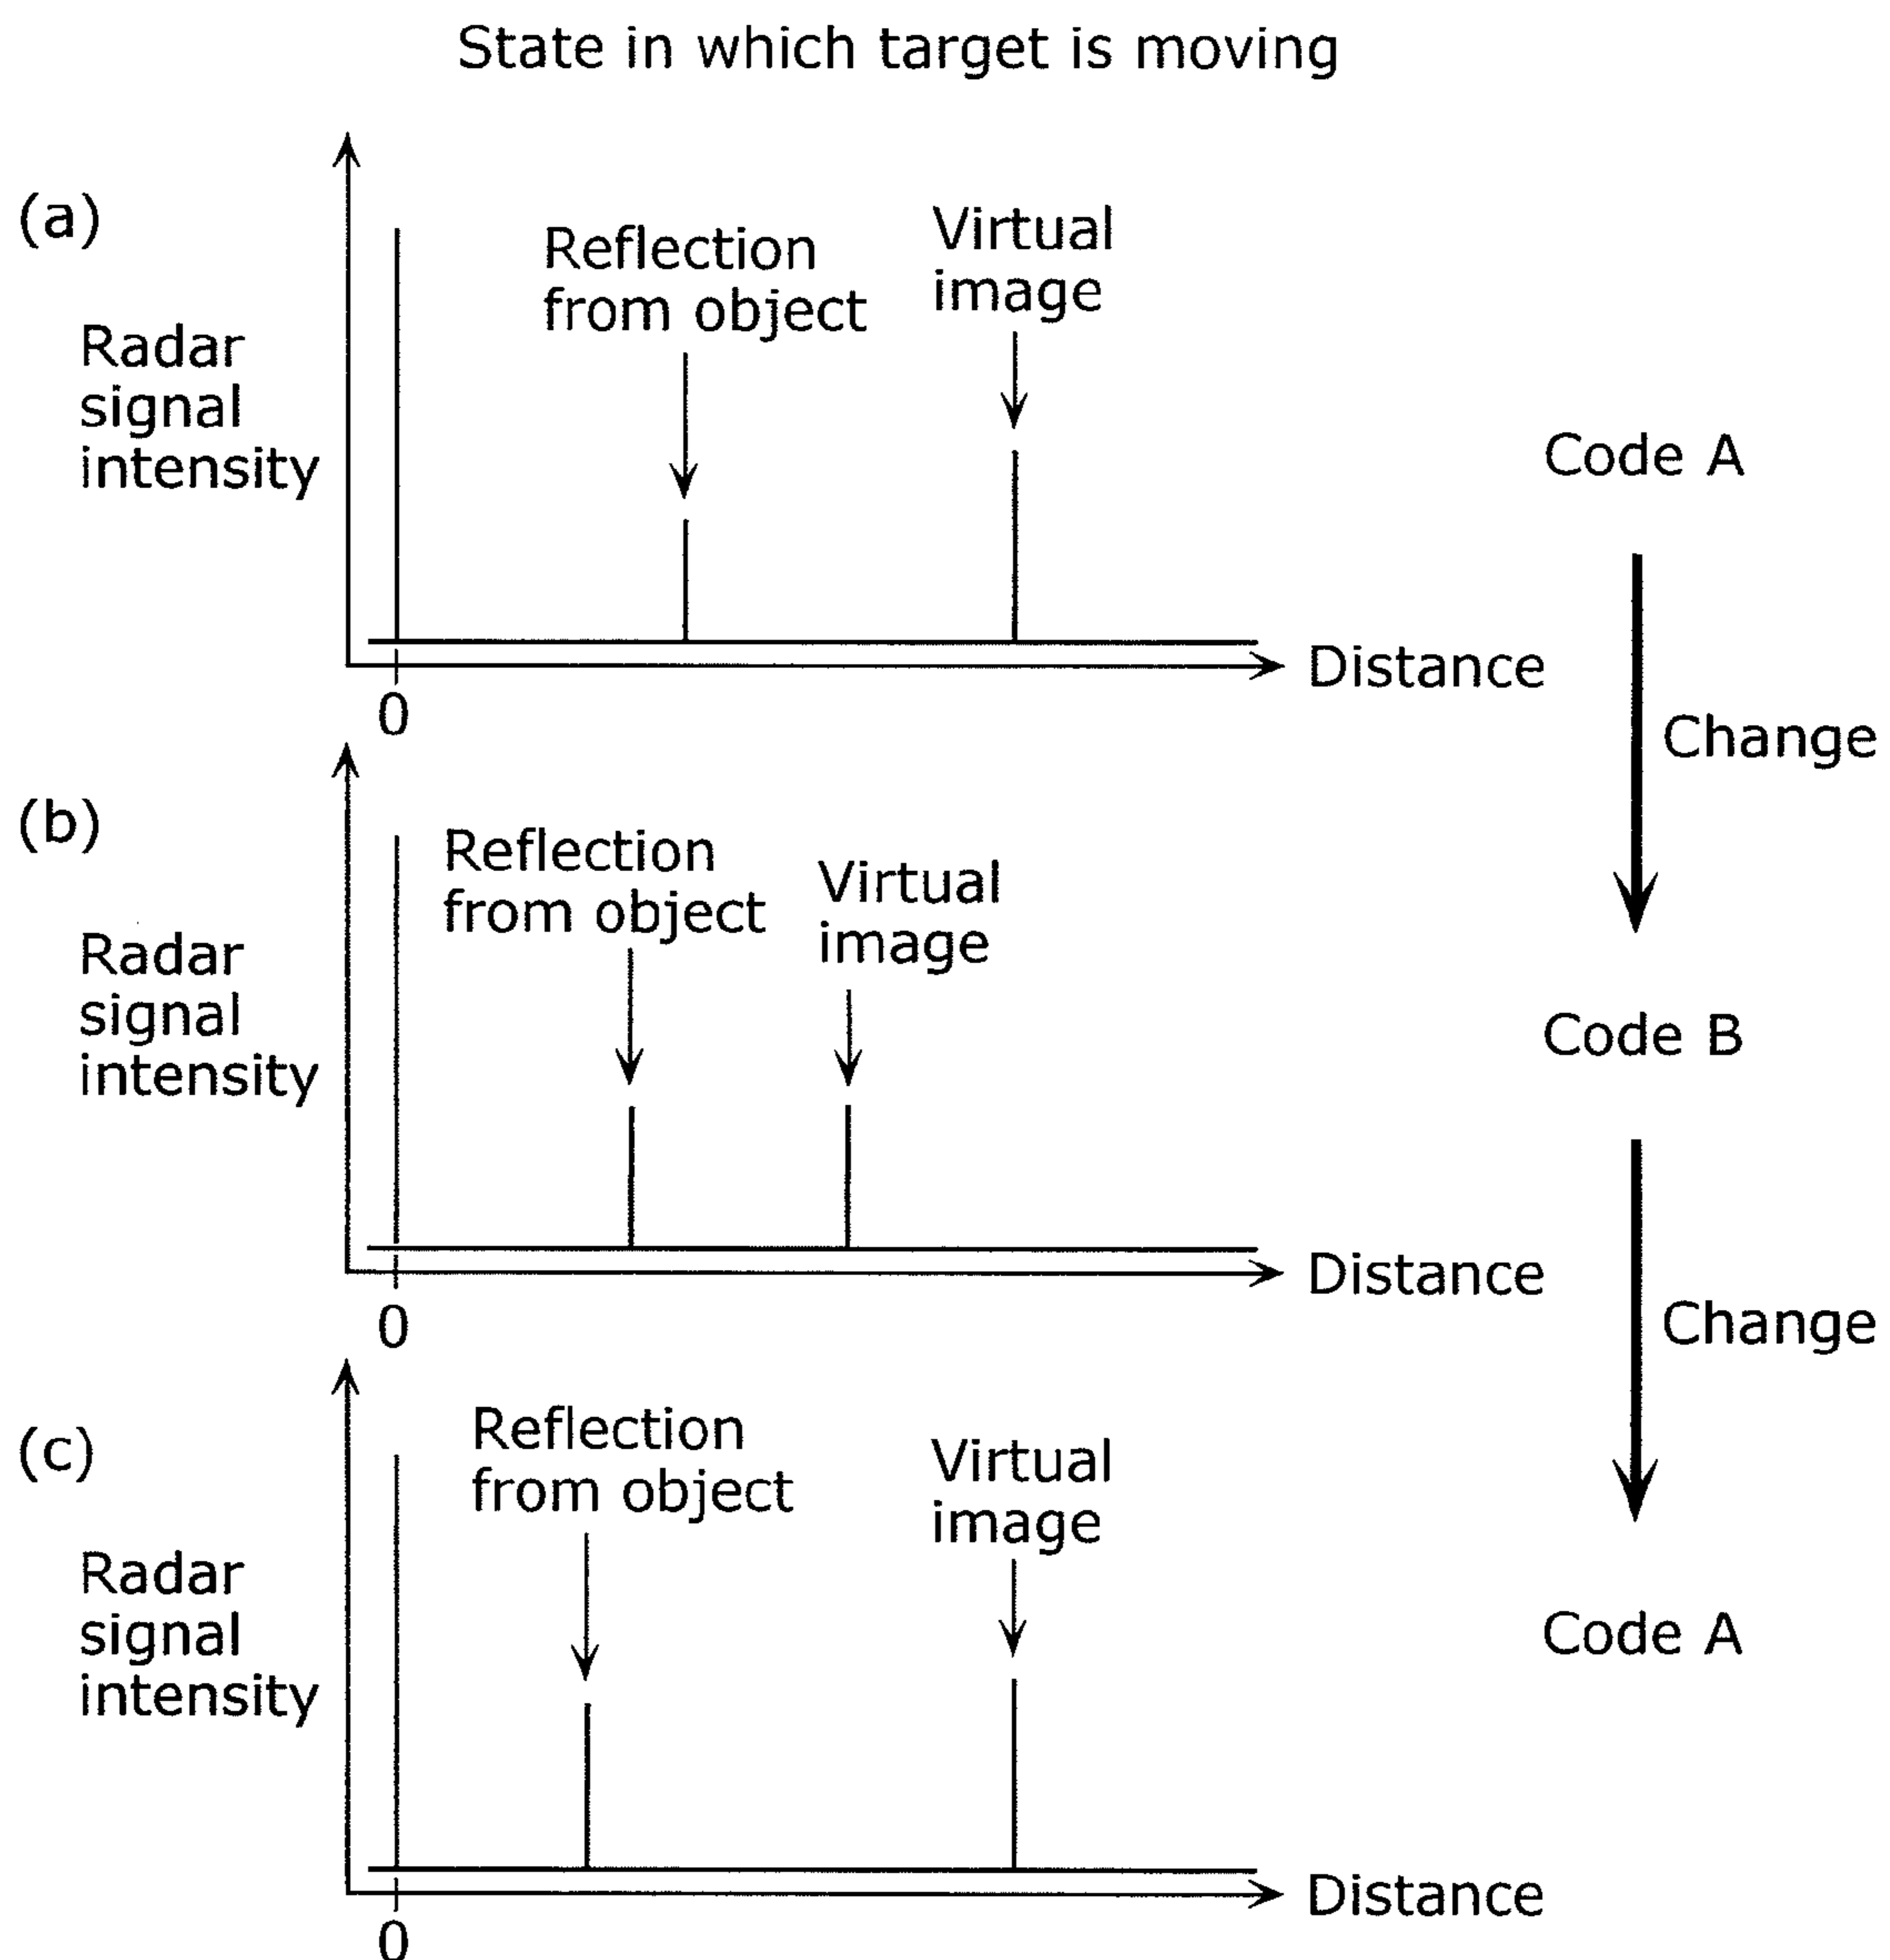 State in which target is moving
(a)
Radar
signal
intensity
Reflection
from object
Virtual
image
Code A
Distance
0
Change
(b)
Radar
signal
intensity
Reflection
from object
Virtual
image
Code B
Distance
0
Change
(c)
Radar
signal
intensity
Reflection
from object
Virtual
image
Code A
Distance
0